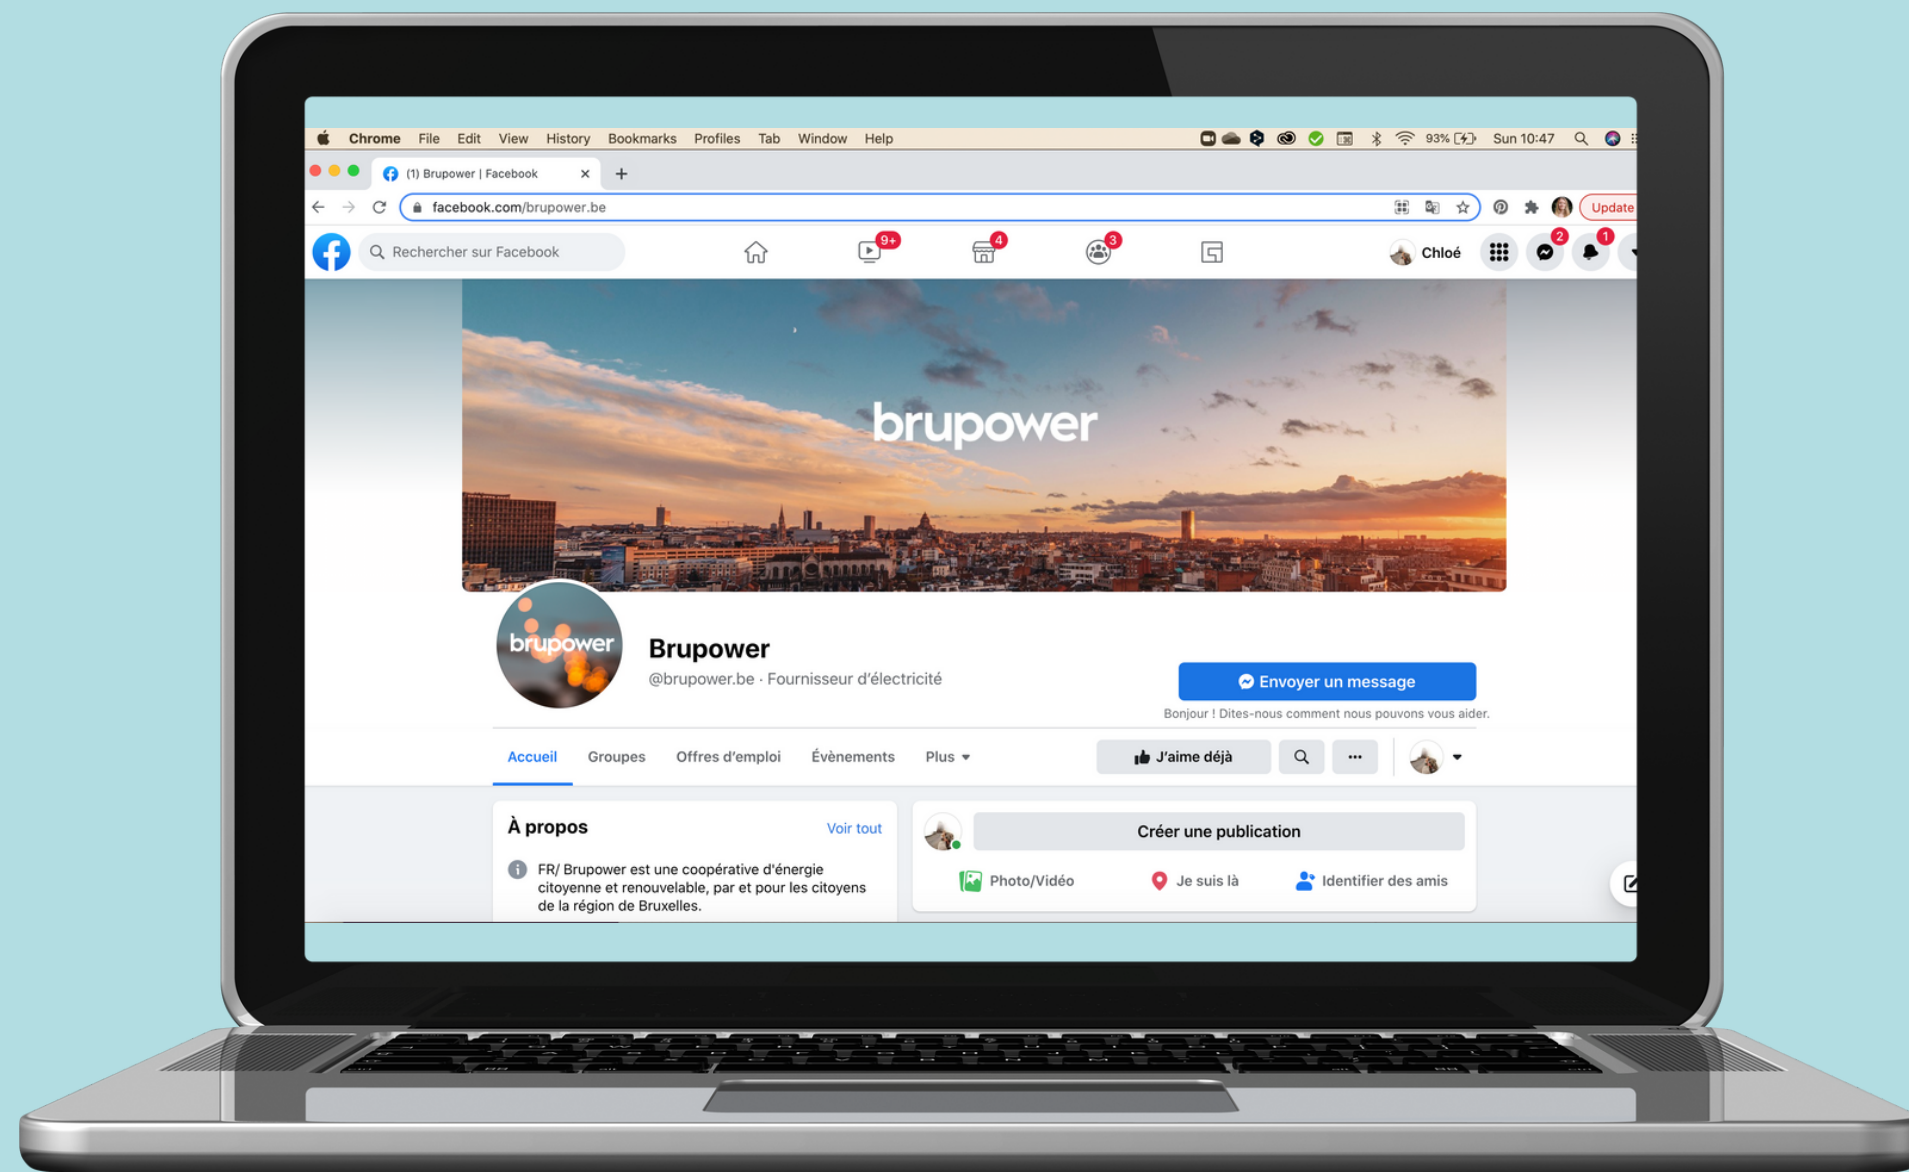 Chrome File Edit View History Bookmarks Profiles Tab Window Help 93% Sun 10:47
(1) Brupower | Facebook
facebook.com/brupower.be
Update
Rechercher sur Facebook
9+
4
3
Chloé
2
1
brupower
brupower
Brupower
@brupower.be · Fournisseur d'électricité
Envoyer un message
Bonjour ! Dites-nous comment nous pouvons vous aider.
Accueil Groupes Offres d'emploi Évènements Plus
J'aime déjà
À propos
Voir tout
FR/ Brupower est une coopérative d'énergie
citoyenne et renouvelable, par et pour les citoyens
de la région de Bruxelles.
Créer une publication
Photo/Vidéo
Je suis là
Identifier des amis